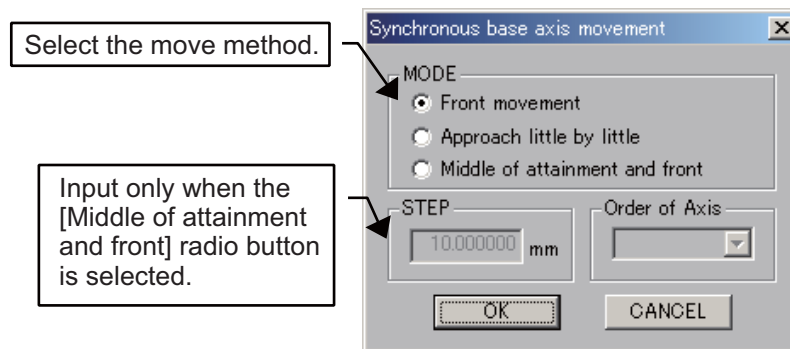 Synchronous base axis movement
Select the move method.
MODE
Front movement
Approach little by little
Middle of attainment and front
Input only when the
[Middle of attainment
and front] radio button
is selected.
STEP
10.000000 mm
Order of Axis
OK
CANCEL